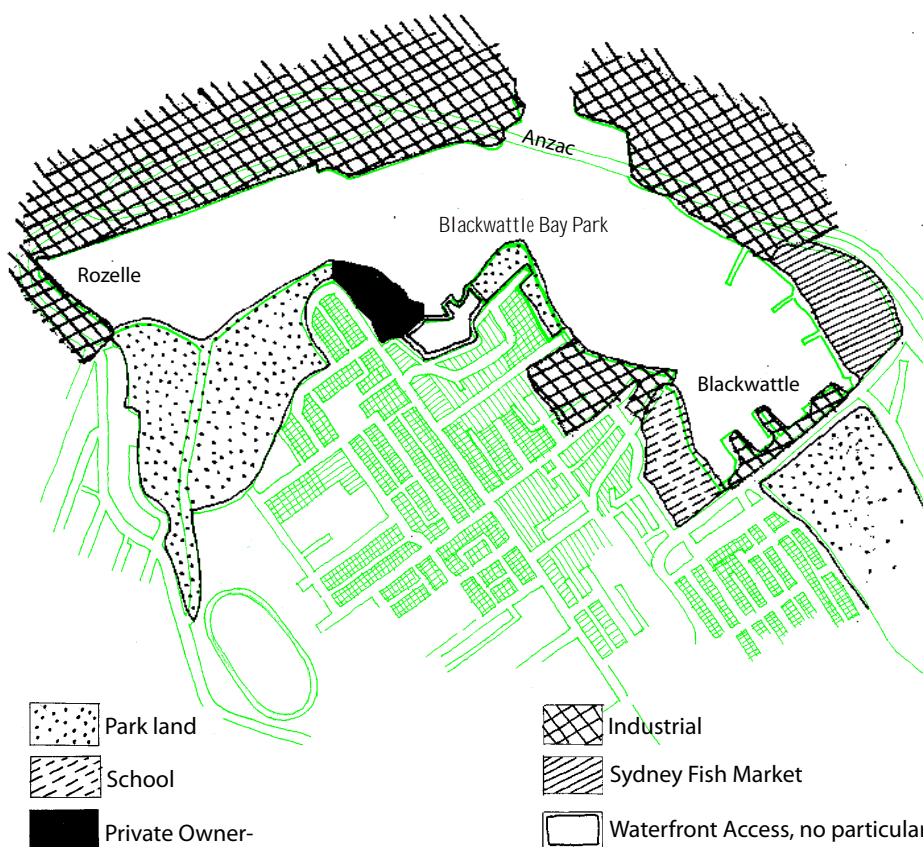 Anzac
Blackwattle Bay Park
Rozelle
Blackwattle
Park land
School
Private Owner-
Industrial
Sydney Fish Market
Waterfront Access, no particular